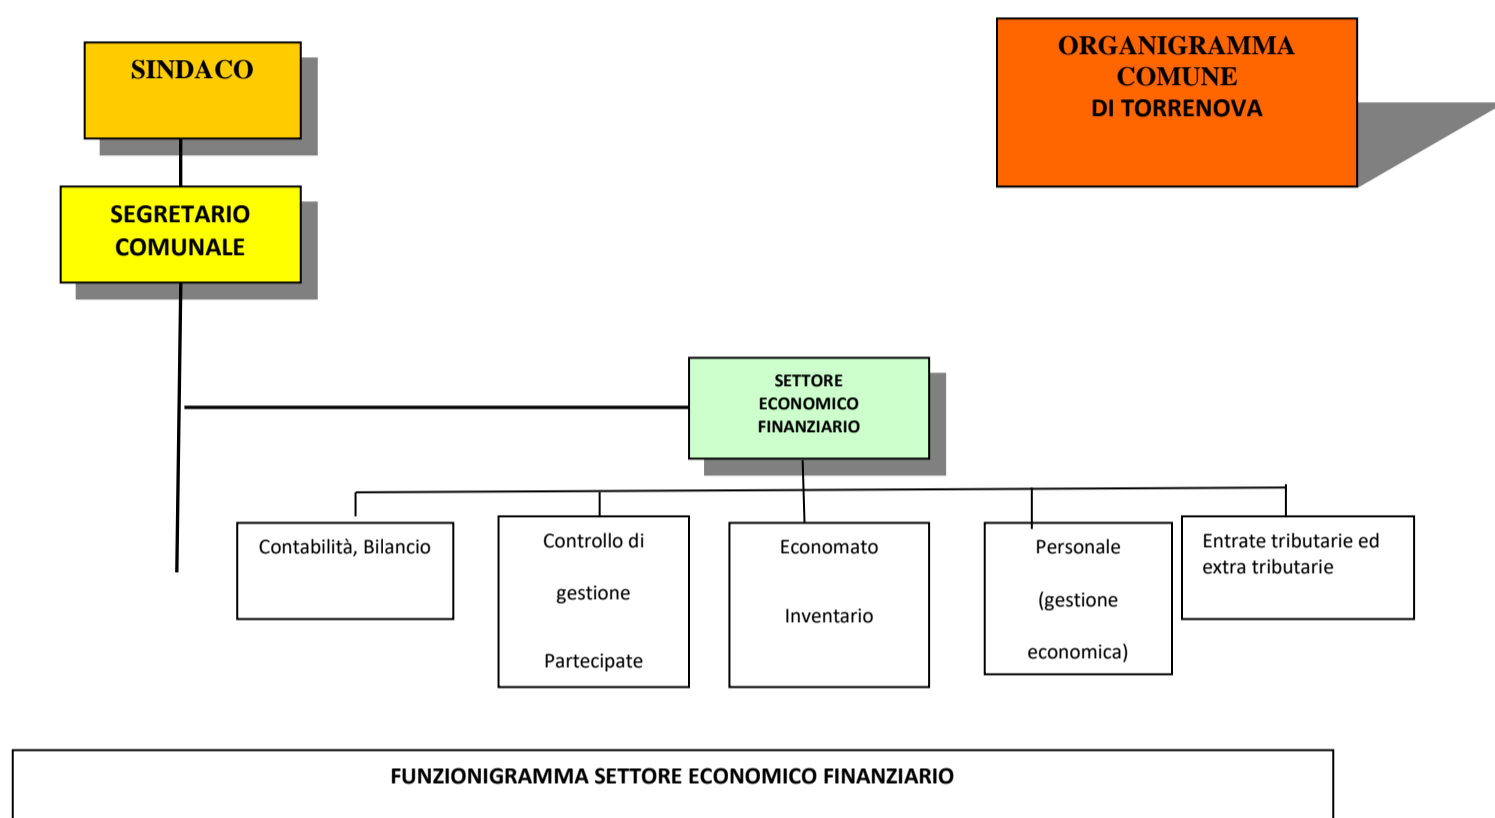 SINDACO
ORGANIGRAMMA
COMUNE
DI TORRENOVA
SEGRETARIO
COMUNALE
SETTORE
ECONOMICO
FINANZIARIO
Contabilità, Bilancio
Controllo di
gestione
Partecipate
Economato
Inventario
Personale
(gestione
economica)
Entrate tributarie ed
extra tributarie
FUNZIONIGRAMMA SETTORE ECONOMICO FINANZIARIO